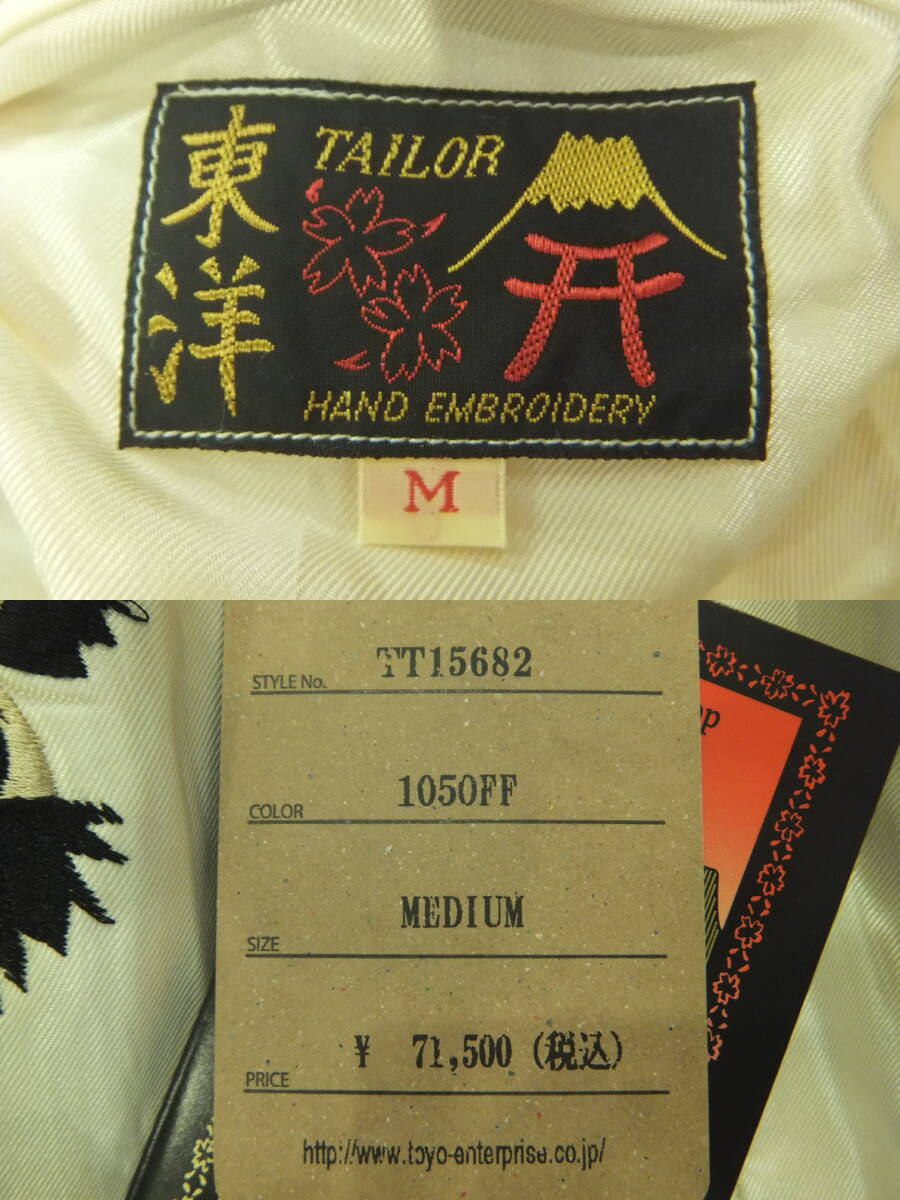 東洋
TAILOR
HAND EMBROIDERY
M
STYLE No. TT15682
COLOR 1050FF
SIZE MEDIUM
PRICE ¥ 71,500 (税込)
http://www.toyo-enterprise.co.jp/